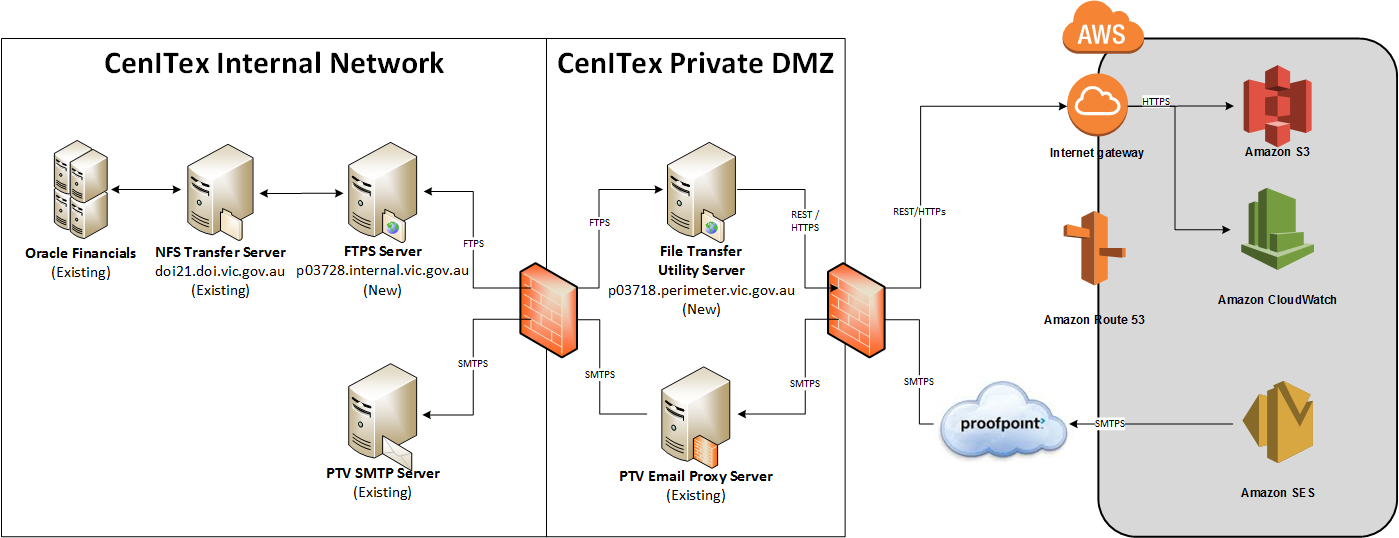 AWS
CenITex Internal Network
CenITex Private DMZ
HTTPS
Internet gateway
Amazon S3
Oracle Financials
(Existing)
NFS Transfer Server
doi21.doi.vic.gov.au
(Existing)
FTPS Server
p03728.internal.vic.gov.au
(New)
FTPS
FTPS
File Transfer
Utility Server
p03718.perimeter.vic.gov.au
(New)
REST /
HTTPS
REST/HTTPs
Amazon CloudWatch
Amazon Route 53
SMTPS
SMTPS
SMTPS
SMTPS
proofpoint
SMTPS
PTV SMTP Server
(Existing)
PTV Email Proxy Server
(Existing)
Amazon SES